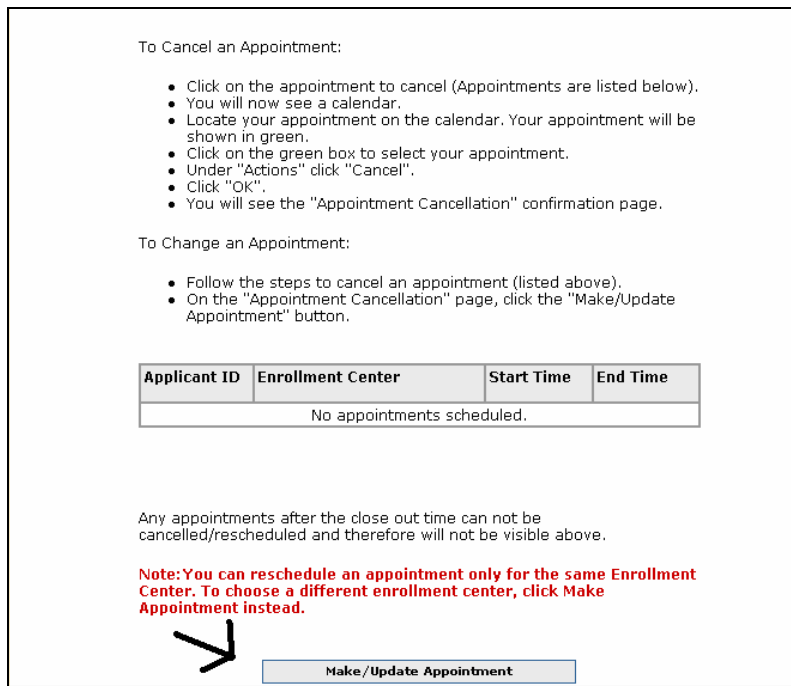 To Cancel an Appointment:
Click on the appointment to cancel (Appointments are listed below).
You will now see a calendar.
Locate your appointment on the calendar. Your appointment will be
shown in green.
Click on the green box to select your appointment.
Under "Actions" click "Cancel".
Click "OK".
You will see the "Appointment Cancellation" confirmation page.
To Change an Appointment:
Follow the steps to cancel an appointment (listed above).
On the "Appointment Cancellation" page, click the "Make/Update
Appointment" button.
Applicant ID Enrollment Center Start Time End Time
No appointments scheduled.
Any appointments after the close out time can not be
cancelled/rescheduled and therefore will not be visible above.
Note:You can reschedule an appointment only for the same Enrollment
Center. To choose a different enrollment center, click Make
Appointment instead.
Make/Update Appointment